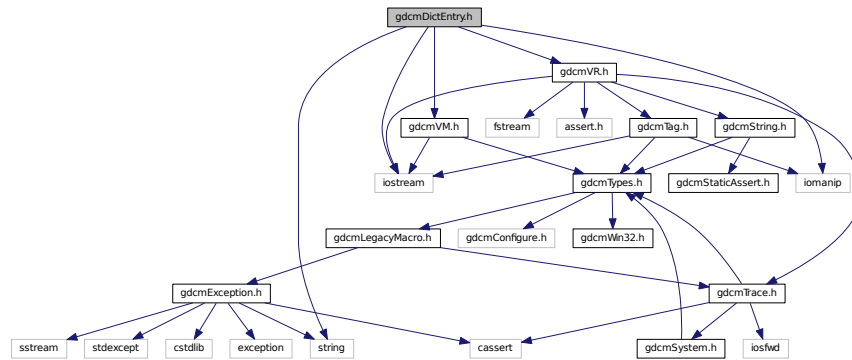 gdcmDictEntry.h
gdcmVR.h
gdcmVM.h
fstream
assert.h
gdcmTag.h
gdcmString.h
iostream
gdcmTypes.h
gdcmStaticAssert.h
iomanip
gdcmLegacyMacro.h
gdcmConfigure.h
gdcmWin32.h
gdcmException.h
gdcmTrace.h
sstream
stdexcept
cstdlib
exception
string
cassert
gdcmSystem.h
iosfwd